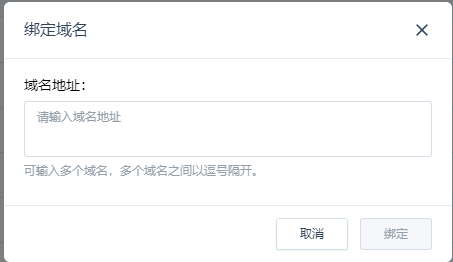 绑定域名
域名地址：
请输入域名地址
可输入多个域名，多个域名之间以逗号隔开。
取消
绑定